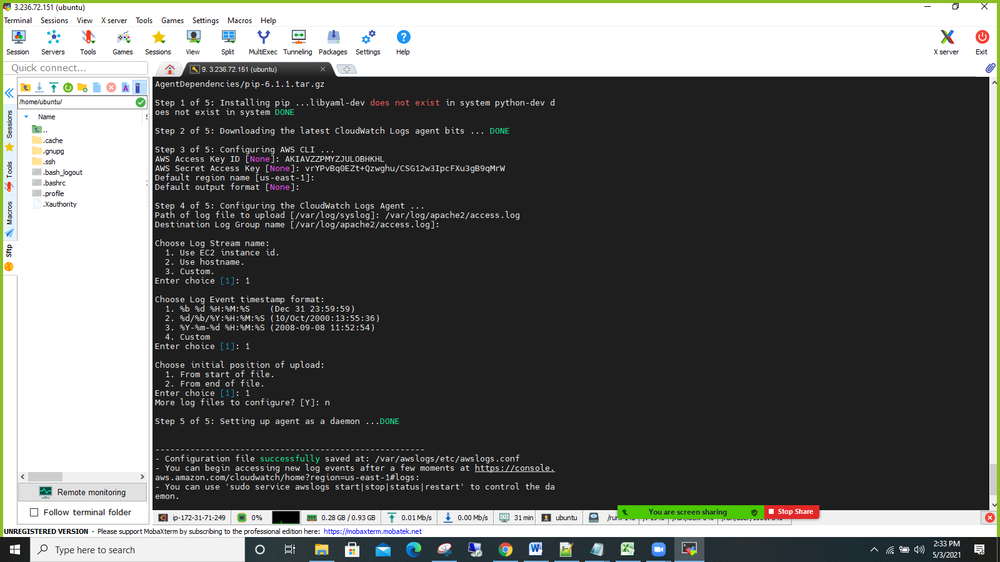 3.236.72.151 (ubuntu)
Terminal Sessions View X server Tools Games Settings Macros Help
Session Servers Tools Games Sessions View Split MultiExec Tunneling Packages Settings Help X server Exit
Quick connect...
9. 3.236.72.151 (ubuntu)
/home/ubuntu/
Name
..
.cache
.gnupg
.ssh
.bash_logout
.bashrc
.profile
.Xauthority
Sessions
Tools
Macros
Sftp
Remote monitoring
Follow terminal folder
AgentDependencies/pip-6.1.1.tar.gz
Step 1 of 5: Installing pip ...libyaml-dev does not exist in system python-dev d
oes not exist in system DONE
Step 2 of 5: Downloading the latest CloudWatch Logs agent bits ... DONE
Step 3 of 5: Configuring AWS CLI ...
AWS Access Key ID [None]: AKIAVZZPMYZJULOBHKHL
AWS Secret Access Key [None]: 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
Default region name [us-east-1]:
Default output format [None]:
Step 4 of 5: Configuring the CloudWatch Logs Agent ...
Path of log file to upload [/var/log/syslog]: /var/log/apache2/access.log
Destination Log Group name [/var/log/apache2/access.log]:
Choose Log Stream name:
1. Use EC2 instance id.
2. Use hostname.
3. Custom.
Enter choice [1]: 1
Choose Log Event timestamp format:
1. %b %d %H:%M:%S (Dec 31 23:59:59)
2. %d/%b/%Y:%H:%M:%S (10/Oct/2000:13:55:36)
3. %Y-%m-%d %H:%M:%S (2008-09-08 11:52:54)
4. Custom
Enter choice [1]: 1
Choose initial position of upload:
1. From start of file.
2. From end of file.
Enter choice [1]: 1
More log files to configure? [Y]: n
Step 5 of 5: Setting up agent as a daemon ...DONE
------------------------------------------------------
- Configuration file successfully saved at: /var/awslogs/etc/awslogs.conf
- You can begin accessing new log events after a few moments at https://console.
aws.amazon.com/cloudwatch/home?region=us-east-1#logs:
- You can use 'sudo service awslogs start|stop|status|restart' to control the da
emon.
ip-172-31-71-249 0% 0.28 GB / 0.93 GB 0.01 Mb/s 0.00 Mb/s 31 min ubuntu
You are screen sharing Stop Share
UNREGISTERED VERSION - Please support MobaXterm by subscribing to the professional edition here: https://mobaxterm.mobatek.net
Type here to search
2:33 PM
5/3/2021